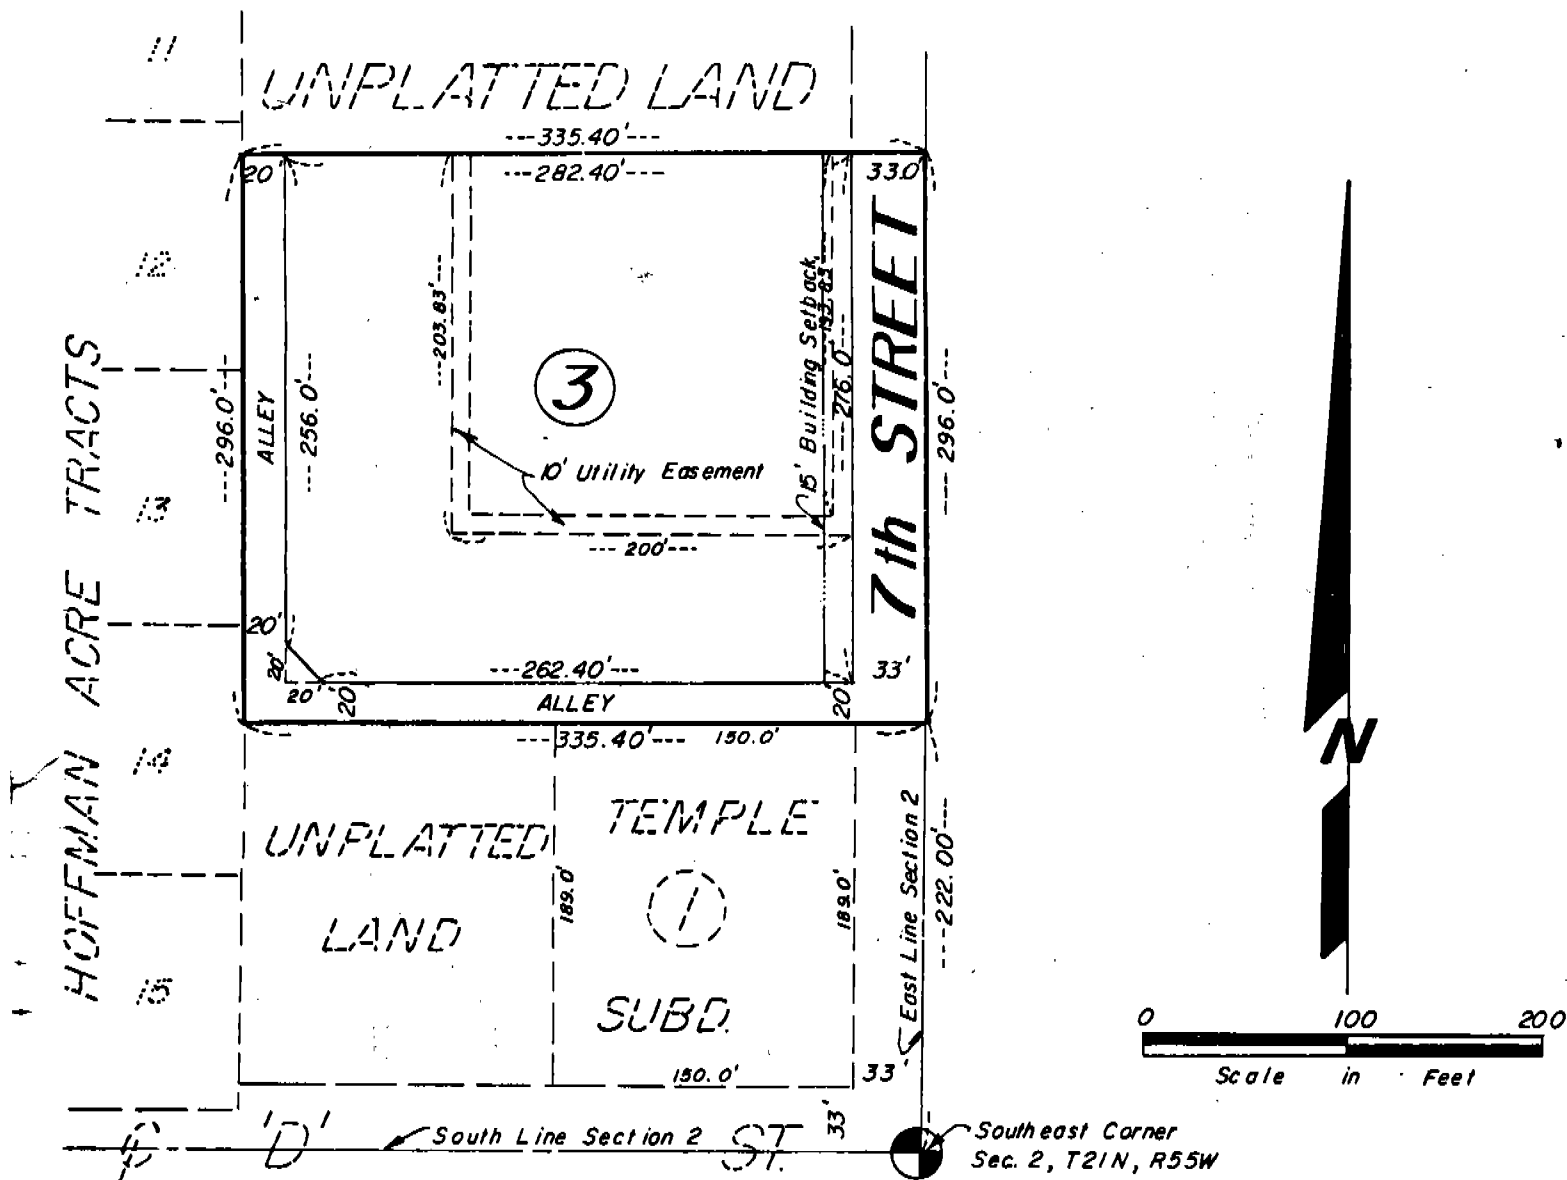 11
UNPLATTED LAND
---335.40'---
20'
---282.40'---
33.0'
12
HOFFMAN ACRE TRACTS
---296.0'---
ALLEY
---256.0'---
---203.83'---
3
15' Building Setback
193.83'
---276.0'---
7th STREET
---296.0'---
10' Utility Easement
13
---200'---
20'
20'
20'
20'
---262.40'---
ALLEY
20'
33'
---335.40'---
150.0'
14
UNPLATTED
LAND
189.0'
TEMPLE
1
SUBD.
189.0'
East Line Section 2
---222.00'---
15
150.0'
33'
33'
'D'
South Line Section 2
ST.
Southeast Corner
Sec. 2, T21N, R55W
N
0 100 200
Scale in Feet